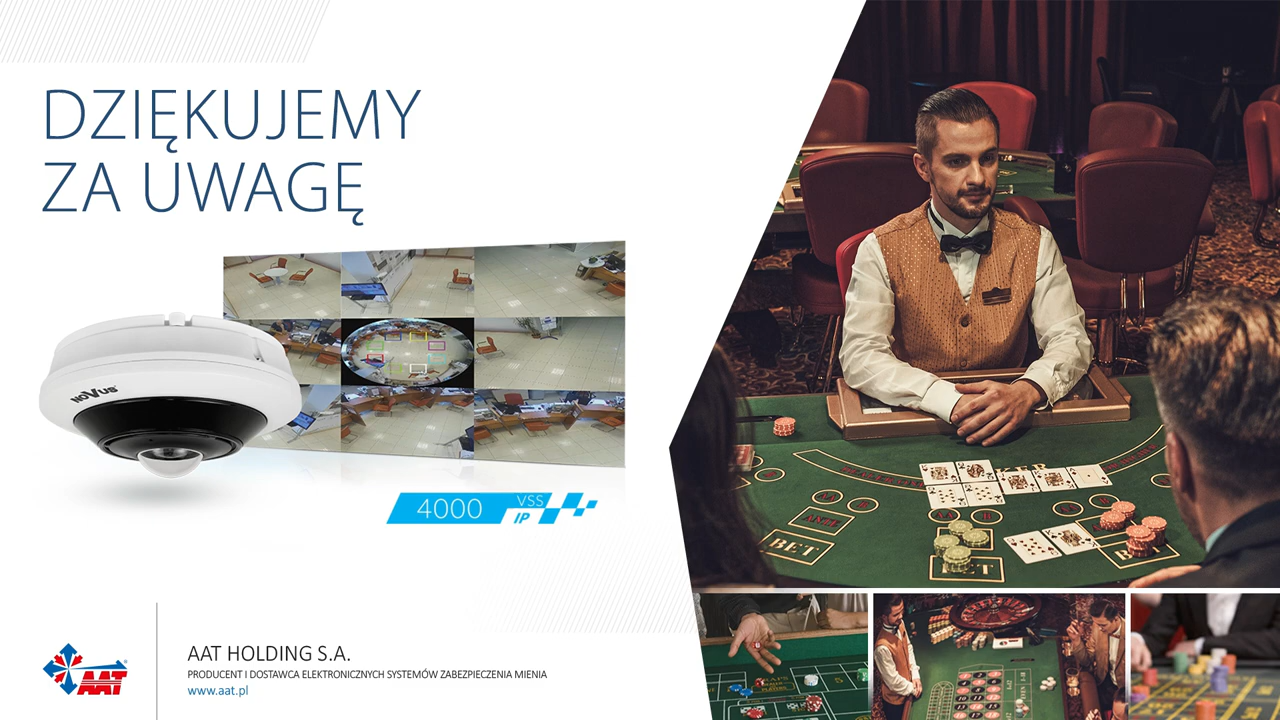 DZIĘKUJEMY
ZA UWAGĘ
NOVUS
4000
VSS
IP
BET
ANTE
AAT
AAT HOLDING S.A.
PRODUCENT I DOSTAWCA ELEKTRONICZNYCH SYSTEMÓW ZABEZPIECZENIA MIENIA
www.aat.pl